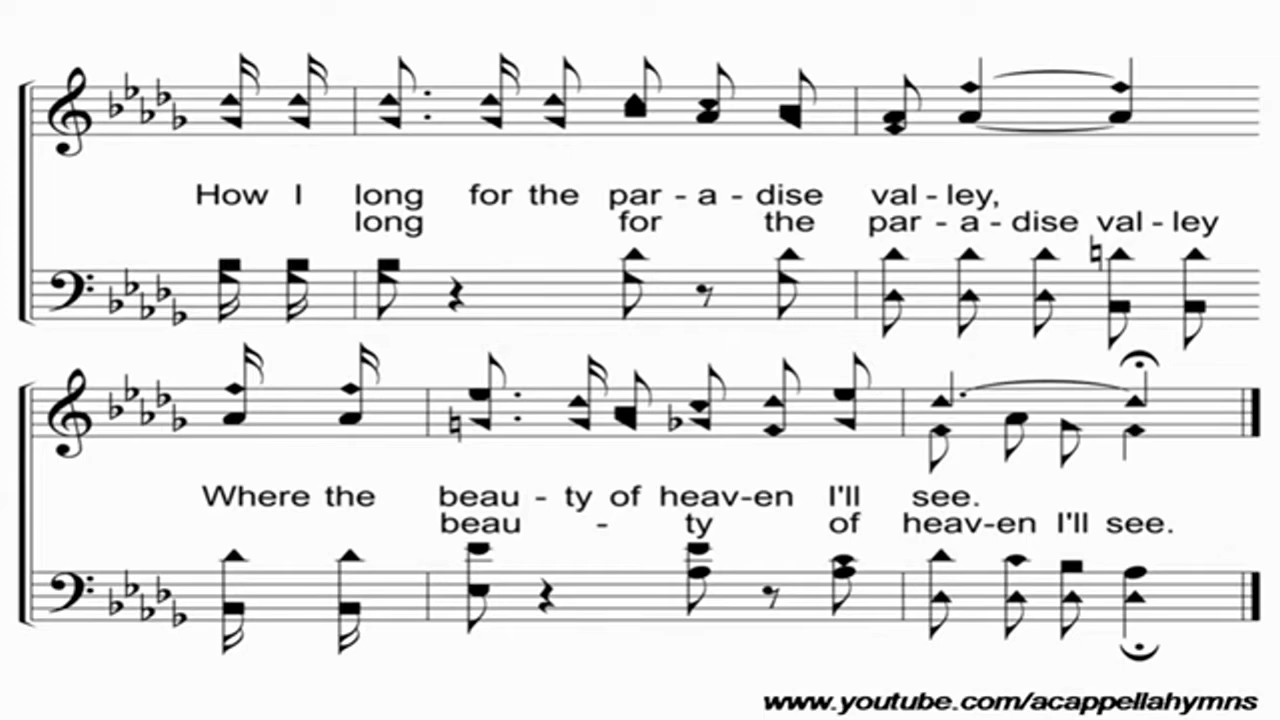 How I long for the par - a - dise val - ley,
long for the par - a - dise val - ley
Where the beau - ty of heav-en I'll see.
beau - ty of heav-en I'll see.
www.youtube.com/acappellahymns